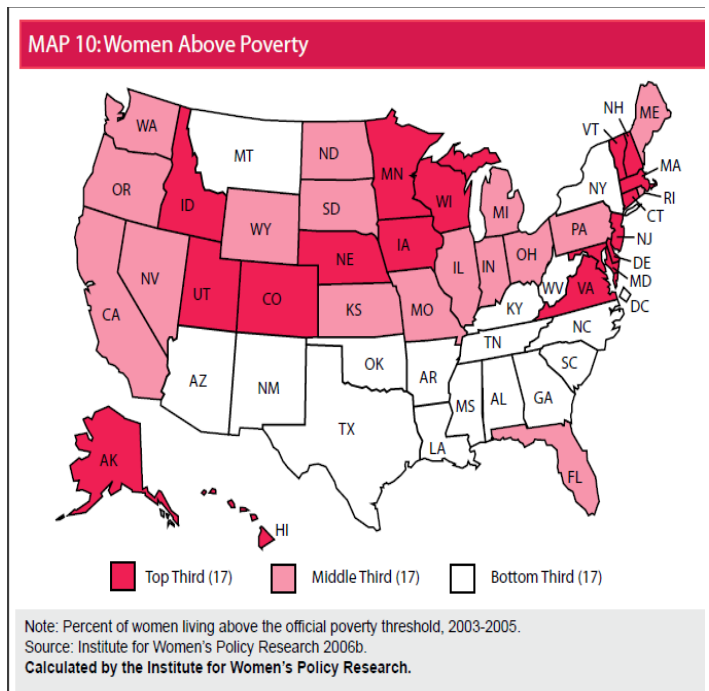 MAP 10: Women Above Poverty
WA
OR
CA
NV
ID
MT
WY
UT
CO
AZ
NM
ND
SD
NE
KS
OK
TX
MN
IA
MO
AR
LA
WI
IL
MI
IN
OH
KY
TN
MS
AL
GA
FL
SC
NC
VA
WV
PA
NY
VT
NH
ME
MA
RI
CT
NJ
DE
MD
DC
AK
HI
Top Third (17)
Middle Third (17)
Bottom Third (17)
Note: Percent of women living above the official poverty threshold, 2003-2005.
Source: Institute for Women's Policy Research 2006b.
Calculated by the Institute for Women's Policy Research.